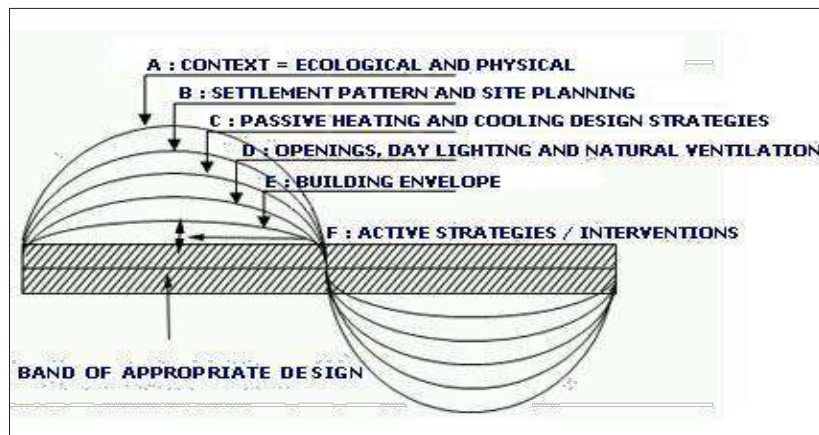 A : CONTEXT = ECOLOGICAL AND PHYSICAL
B : SETTLEMENT PATTERN AND SITE PLANNING
C : PASSIVE HEATING AND COOLING DESIGN STRATEGIES
D : OPENINGS, DAY LIGHTING AND NATURAL VENTILATION
E : BUILDING ENVELOPE
F : ACTIVE STRATEGIES / INTERVENTIONS
BAND OF APPROPRIATE DESIGN